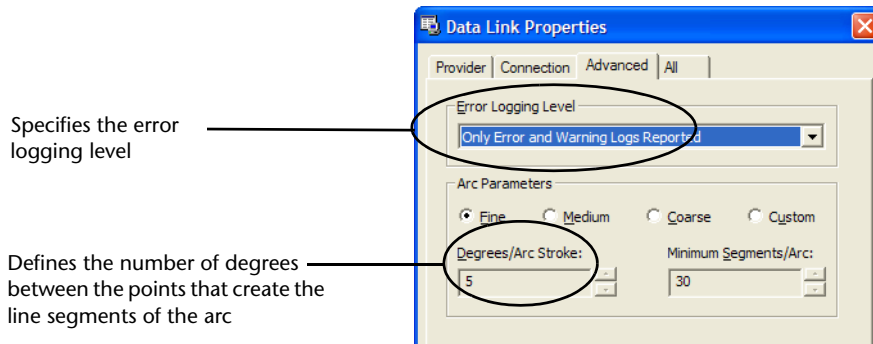 Data Link Properties
Provider Connection Advanced All
Error Logging Level
Specifies the error
logging level
Only Error and Warning Logs Reported
Arc Parameters
Fine Medium Coarse Custom
Degrees/Arc Stroke: Minimum Segments/Arc:
5 30
Defines the number of degrees
between the points that create the
line segments of the arc